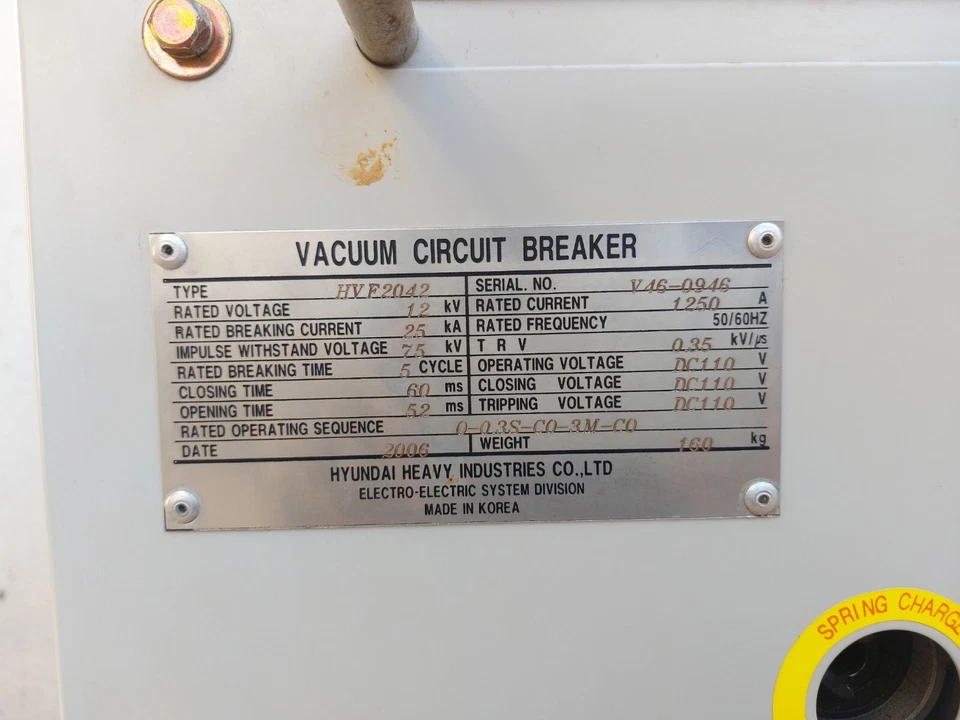 VACUUM CIRCUIT BREAKER
TYPE HVF2042 SERIAL. NO. V46-0946
RATED VOLTAGE 12 kV RATED CURRENT 1250 A
RATED BREAKING CURRENT 25 kA RATED FREQUENCY 50/60HZ
IMPULSE WITHSTAND VOLTAGE 75 kV T R V 0.35 kV/μs
RATED BREAKING TIME 5 CYCLE OPERATING VOLTAGE DC110 V
CLOSING TIME 60 ms CLOSING VOLTAGE DC110 V
OPENING TIME 52 ms TRIPPING VOLTAGE DC110 V
RATED OPERATING SEQUENCE O-0.3S-CO-3M-CO
DATE 2006 WEIGHT 160 kg
HYUNDAI HEAVY INDUSTRIES CO.,LTD
ELECTRO-ELECTRIC SYSTEM DIVISION
MADE IN KOREA
SPRING CHARGE